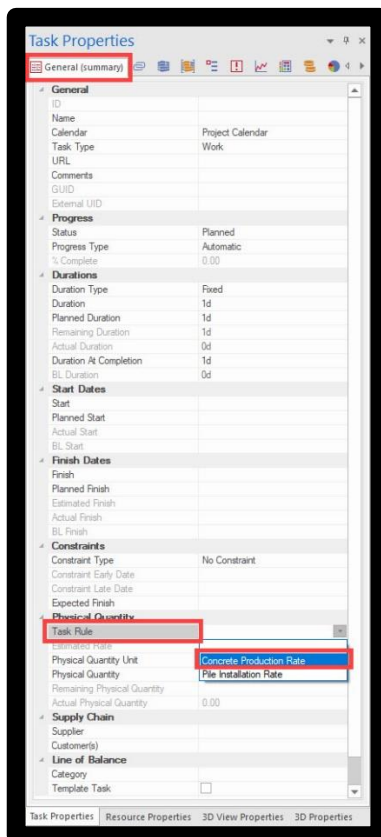 Task Properties
General (summary)
General
ID
Name
Calendar Project Calendar
Task Type Work
URL
Comments
GUID
External UID
Progress
Status Planned
Progress Type Automatic
% Complete 0.00
Durations
Duration Type Fixed
Duration 1d
Planned Duration 1d
Remaining Duration 1d
Actual Duration 0d
Duration At Completion 1d
BL Duration 0d
Start Dates
Start
Planned Start
Actual Start
BL Start
Finish Dates
Finish
Planned Finish
Estimated Finish
Actual Finish
BL Finish
Constraints
Constraint Type No Constraint
Constraint Early Date
Constraint Late Date
Expected Finish
Physical Quantity
Task Rule
Estimated Rate
Physical Quantity Unit Concrete Production Rate
Physical Quantity Pile Installation Rate
Remaining Physical Quantity
Actual Physical Quantity 0.00
Supply Chain
Supplier
Customer(s)
Line of Balance
Category
Template Task
Task Properties Resource Properties 3D View Properties 3D Properties